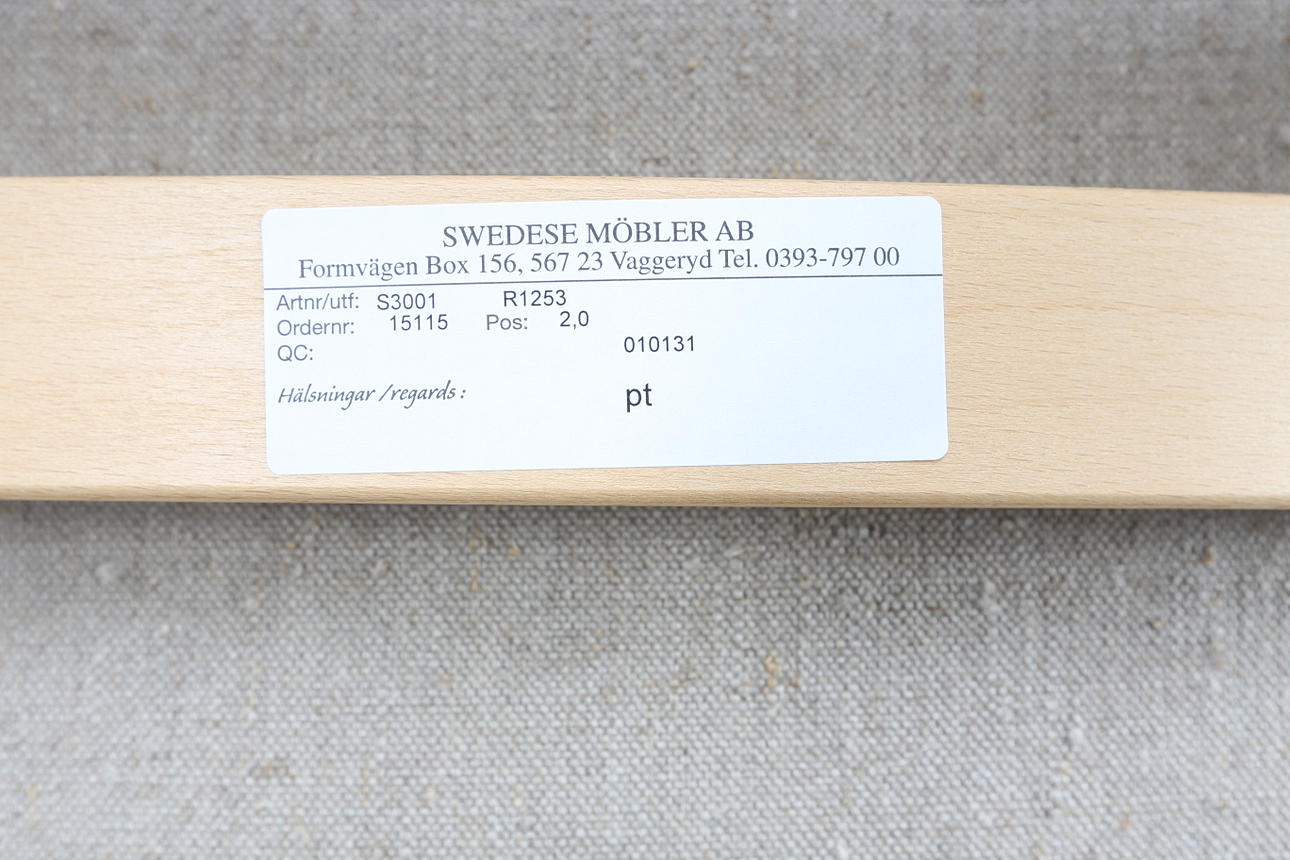 SWEDESE MÖBLER AB
Formvägen Box 156, 567 23 Vaggeryd Tel. 0393-797 00
Artnr/utf: S3001 R1253
Ordernr: 15115 Pos: 2,0
QC: 010131
Hälsningar /regards: pt